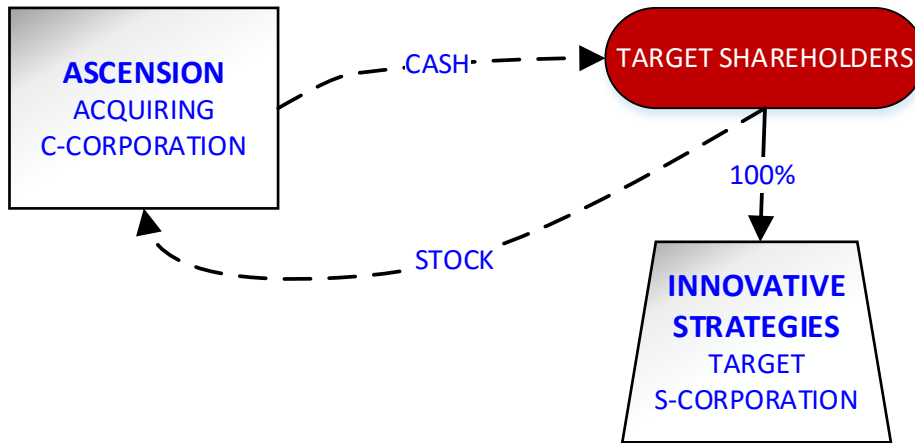 ASCENSION
ACQUIRING
C-CORPORATION
CASH
TARGET SHAREHOLDERS
100%
STOCK
INNOVATIVE
STRATEGIES
TARGET
S-CORPORATION